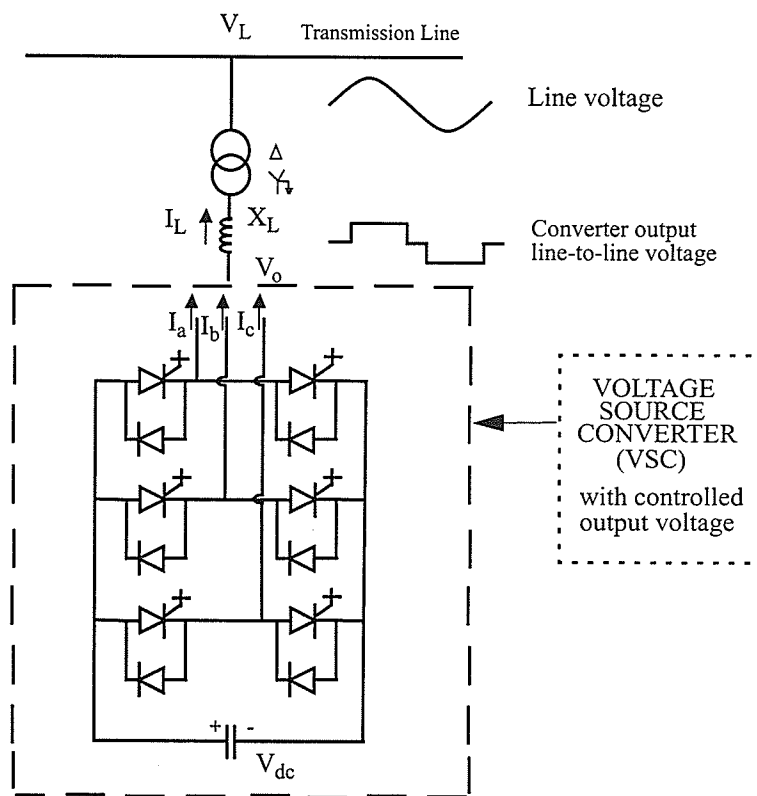 V_L
Transmission Line
Line voltage
Δ
I_L
X_L
Converter output
line-to-line voltage
V_o
I_a I_b I_c
VOLTAGE
SOURCE
CONVERTER
(VSC)
with controlled
output voltage
+ -
V_dc